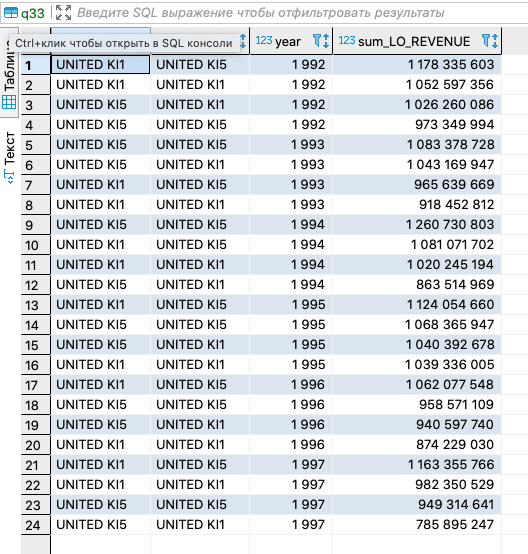 q33 Введите SQL выражение чтобы отфильтровать результаты
Ctrl+клик чтобы открыть в SQL консоли 123 year 123 sum_LO_REVENUE
Таблица
Текст
1 UNITED KI1 UNITED KI5 1 992 1 178 335 603
2 UNITED KI1 UNITED KI1 1 992 1 052 597 356
3 UNITED KI5 UNITED KI1 1 992 1 026 260 086
4 UNITED KI5 UNITED KI5 1 992 973 349 994
5 UNITED KI5 UNITED KI5 1 993 1 083 378 728
6 UNITED KI1 UNITED KI5 1 993 1 043 169 947
7 UNITED KI5 UNITED KI1 1 993 965 639 669
8 UNITED KI1 UNITED KI1 1 993 918 452 812
9 UNITED KI5 UNITED KI5 1 994 1 260 730 803
10 UNITED KI1 UNITED KI5 1 994 1 081 071 702
11 UNITED KI1 UNITED KI1 1 994 1 020 245 194
12 UNITED KI5 UNITED KI1 1 994 863 514 969
13 UNITED KI1 UNITED KI5 1 995 1 124 054 660
14 UNITED KI5 UNITED KI5 1 995 1 068 365 947
15 UNITED KI5 UNITED KI1 1 995 1 040 392 678
16 UNITED KI1 UNITED KI1 1 995 1 039 336 005
17 UNITED KI1 UNITED KI5 1 996 1 062 077 548
18 UNITED KI5 UNITED KI5 1 996 958 571 109
19 UNITED KI5 UNITED KI1 1 996 940 597 740
20 UNITED KI1 UNITED KI1 1 996 874 229 030
21 UNITED KI1 UNITED KI5 1 997 1 163 355 766
22 UNITED KI1 UNITED KI1 1 997 982 350 529
23 UNITED KI5 UNITED KI5 1 997 949 314 641
24 UNITED KI5 UNITED KI1 1 997 785 895 247